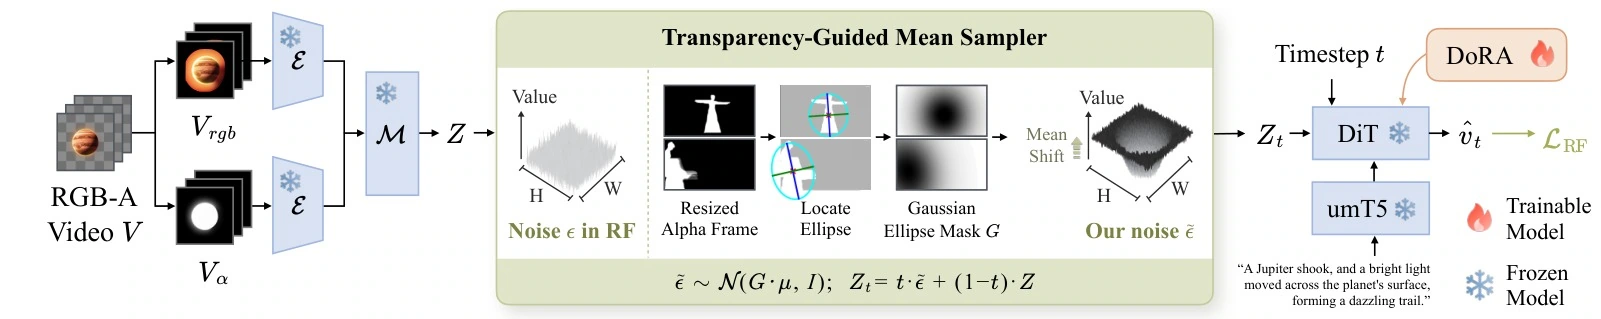 RGB-A
Video V
V_rgb
V_α
ℰ
ℰ
ℳ
Z
Transparency-Guided Mean Sampler
Value
H
W
Noise ϵ in RF
Resized
Alpha Frame
Locate
Ellipse
Gaussian
Ellipse Mask G
Mean
Shift
Value
H
W
Our noise ϵ̃
ϵ̃ ∼ 𝒩(G·μ, I); Z_t = t·ϵ̃ + (1−t)·Z
Z_t
Timestep t
DoRA
DiT
v̂_t
ℒ_RF
umT5
“A Jupiter shook, and a bright light
moved across the planet's surface,
forming a dazzling trail.”
Trainable
Model
Frozen
Model